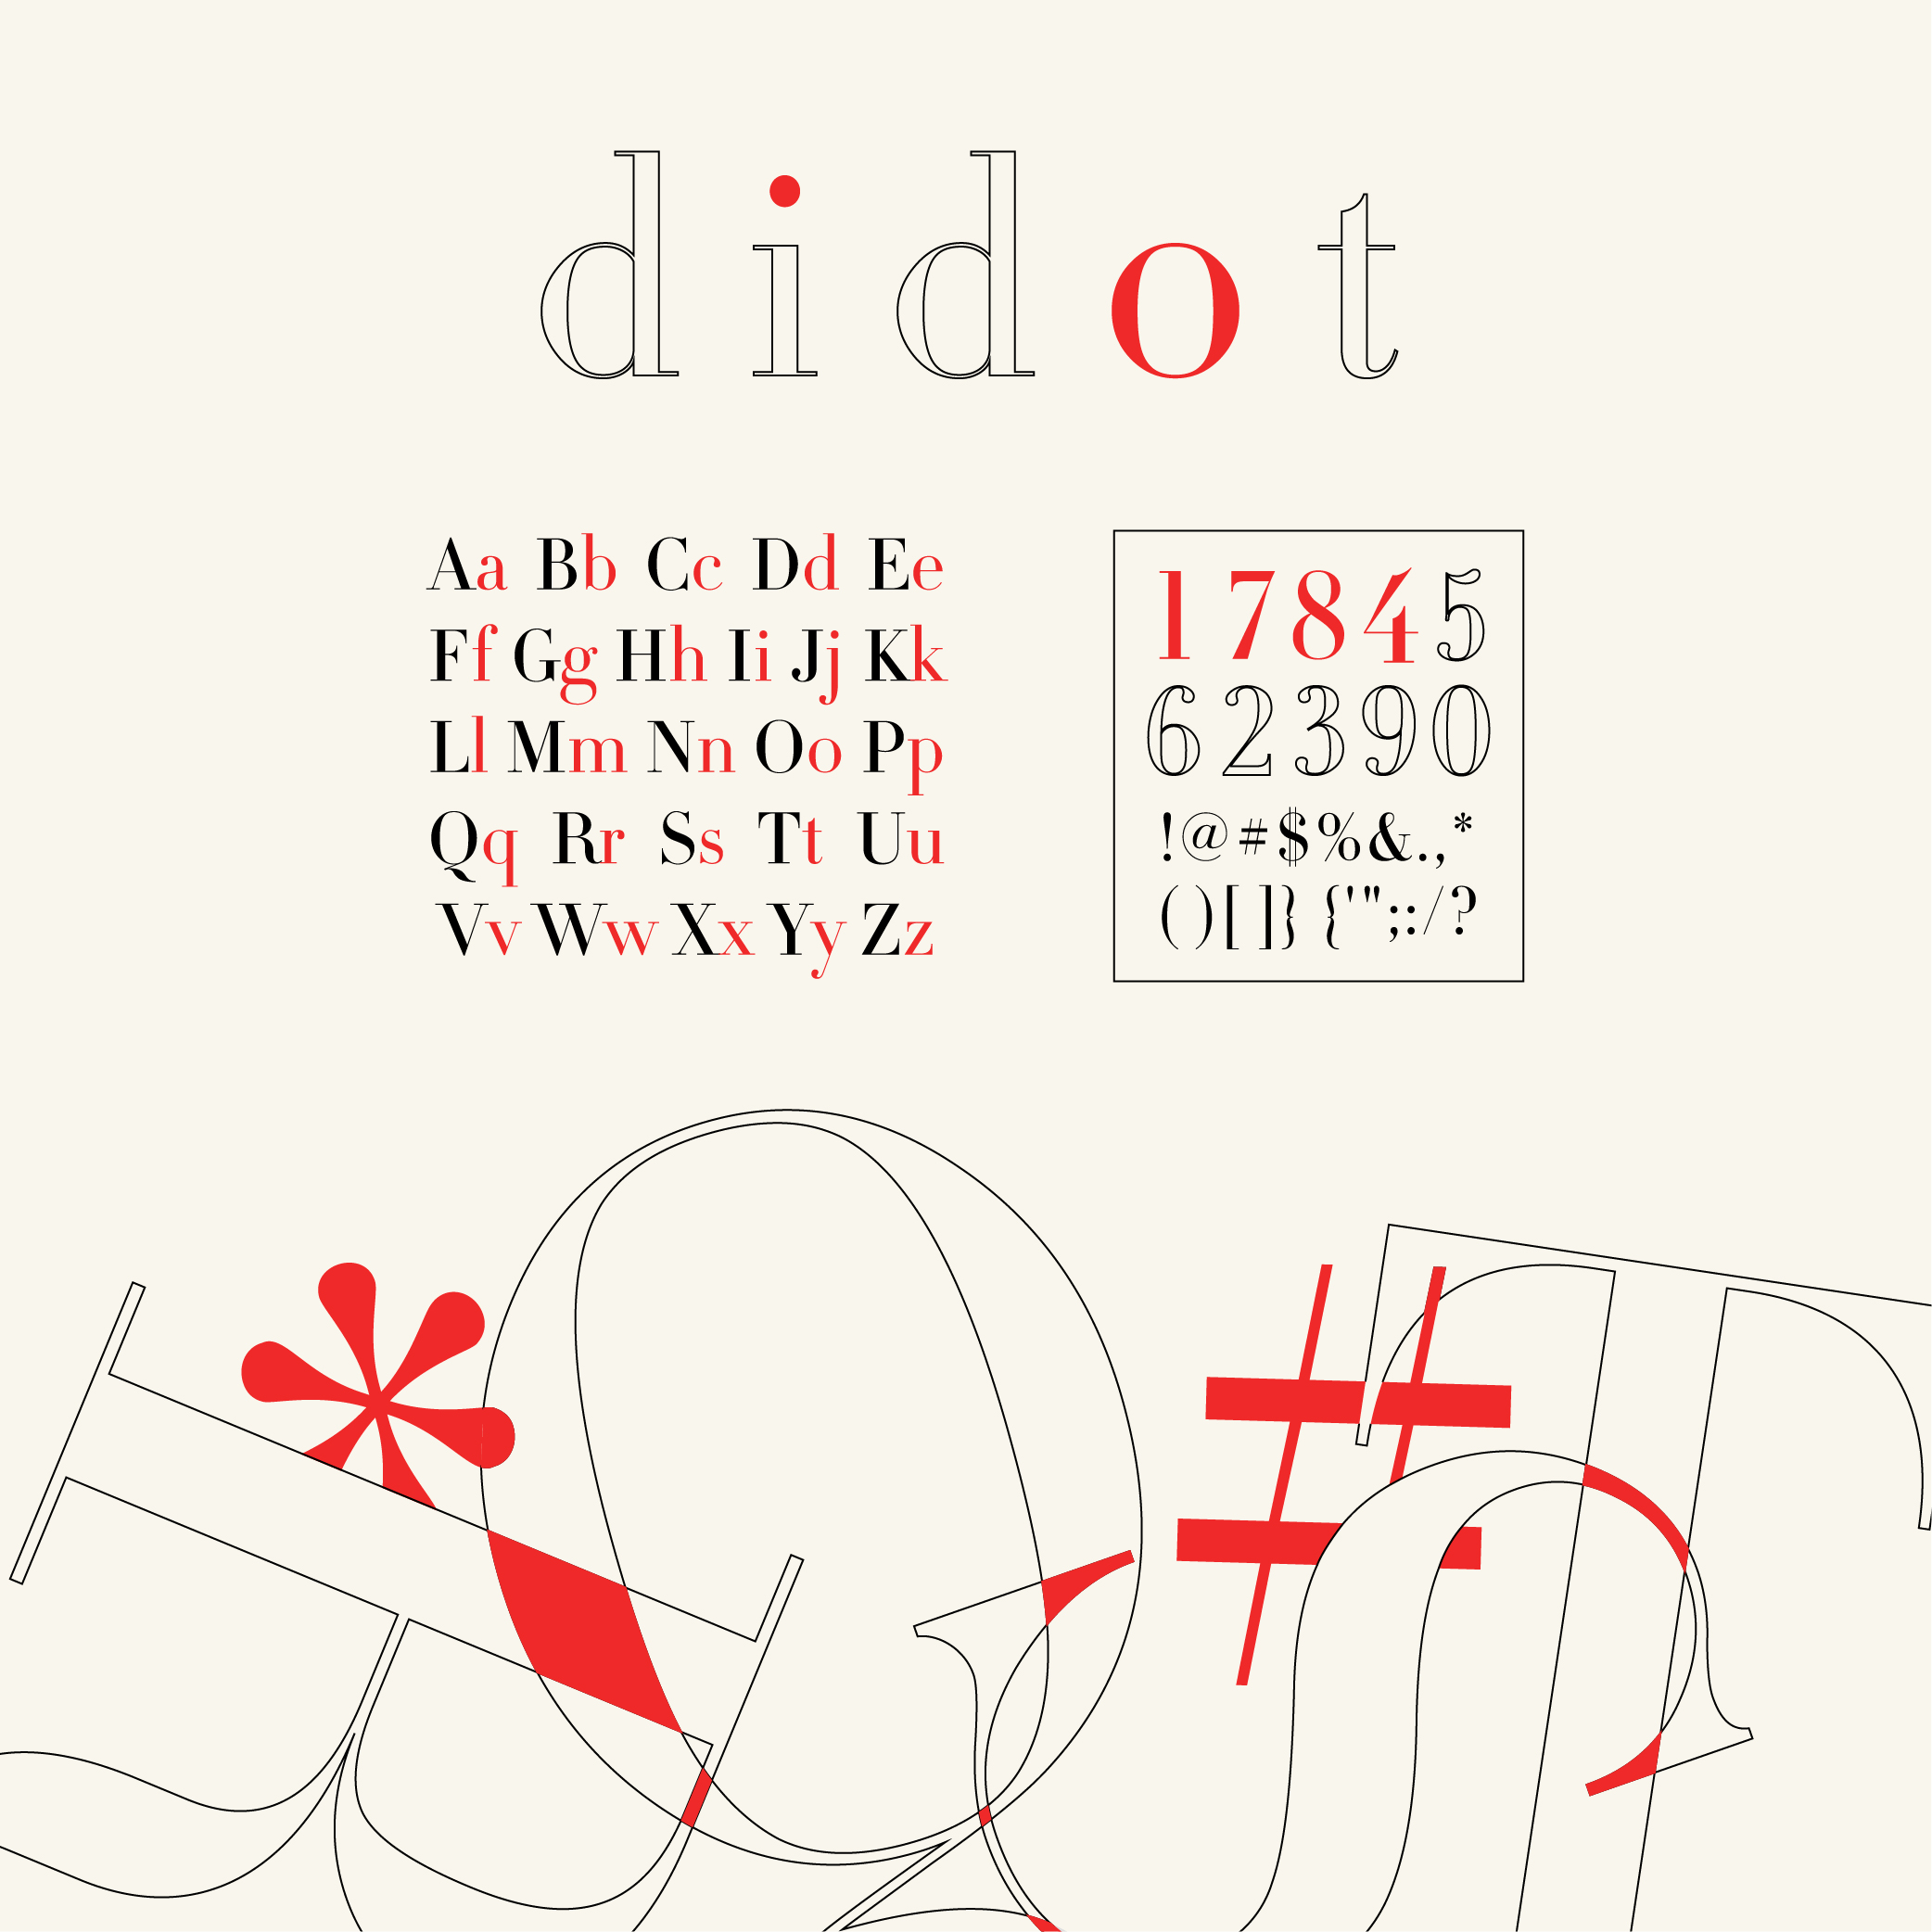 didot
Aa Bb Cc Dd Ee
Ff Gg Hh Ii Jj Kk
Ll Mm Nn Oo Pp
Qq Rr Ss Tt Uu
Vv Ww Xx Yy Zz
17845
62390
!@#$%&.,*
()[]}{'";:/?
* R Q & # R